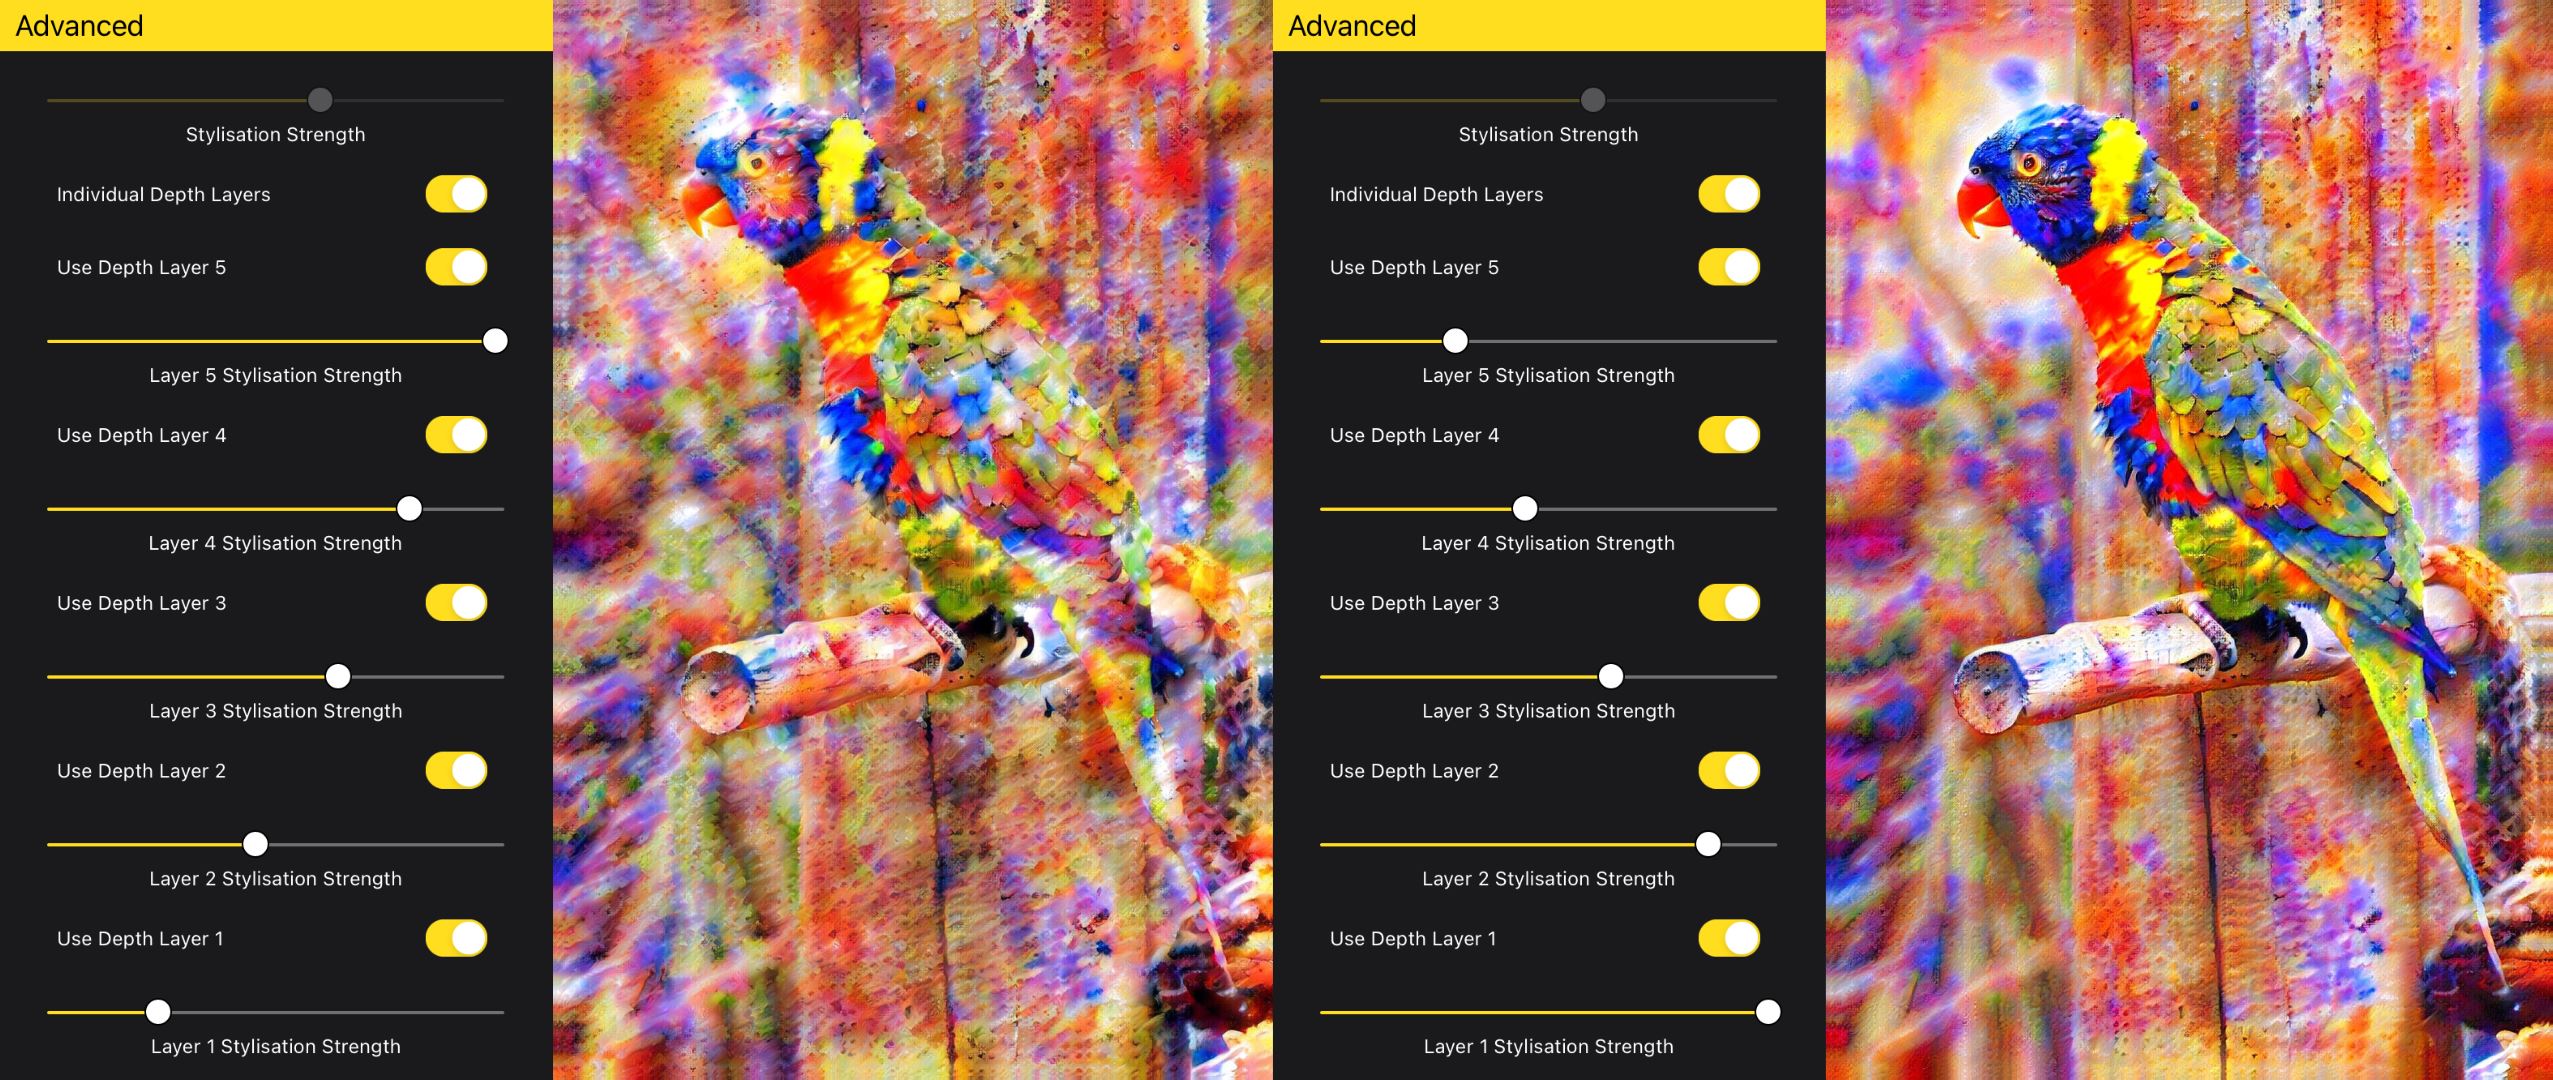 Advanced
Stylisation Strength
Individual Depth Layers
Use Depth Layer 5
Layer 5 Stylisation Strength
Use Depth Layer 4
Layer 4 Stylisation Strength
Use Depth Layer 3
Layer 3 Stylisation Strength
Use Depth Layer 2
Layer 2 Stylisation Strength
Use Depth Layer 1
Layer 1 Stylisation Strength
Advanced
Stylisation Strength
Individual Depth Layers
Use Depth Layer 5
Layer 5 Stylisation Strength
Use Depth Layer 4
Layer 4 Stylisation Strength
Use Depth Layer 3
Layer 3 Stylisation Strength
Use Depth Layer 2
Layer 2 Stylisation Strength
Use Depth Layer 1
Layer 1 Stylisation Strength